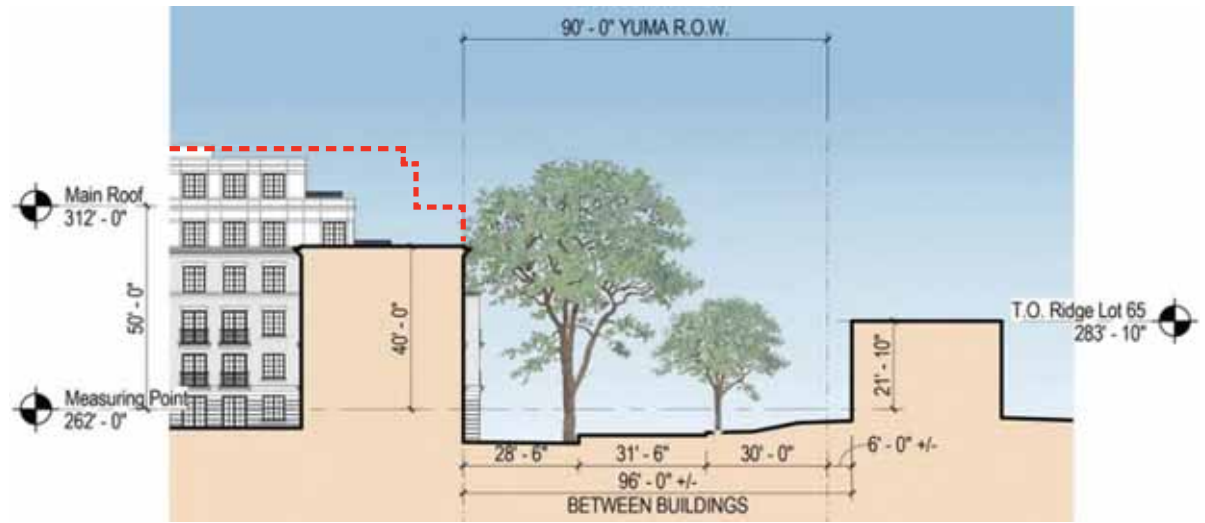 90' - 0" YUMA R.O.W.
Main Roof
312' - 0"
50' - 0"
40' - 0"
Measuring Point
262' - 0"
T.O. Ridge Lot 65
283' - 10"
21' - 10"
28' - 6"
31' - 6"
30' - 0"
6' - 0" +/-
96' - 0" +/-
BETWEEN BUILDINGS